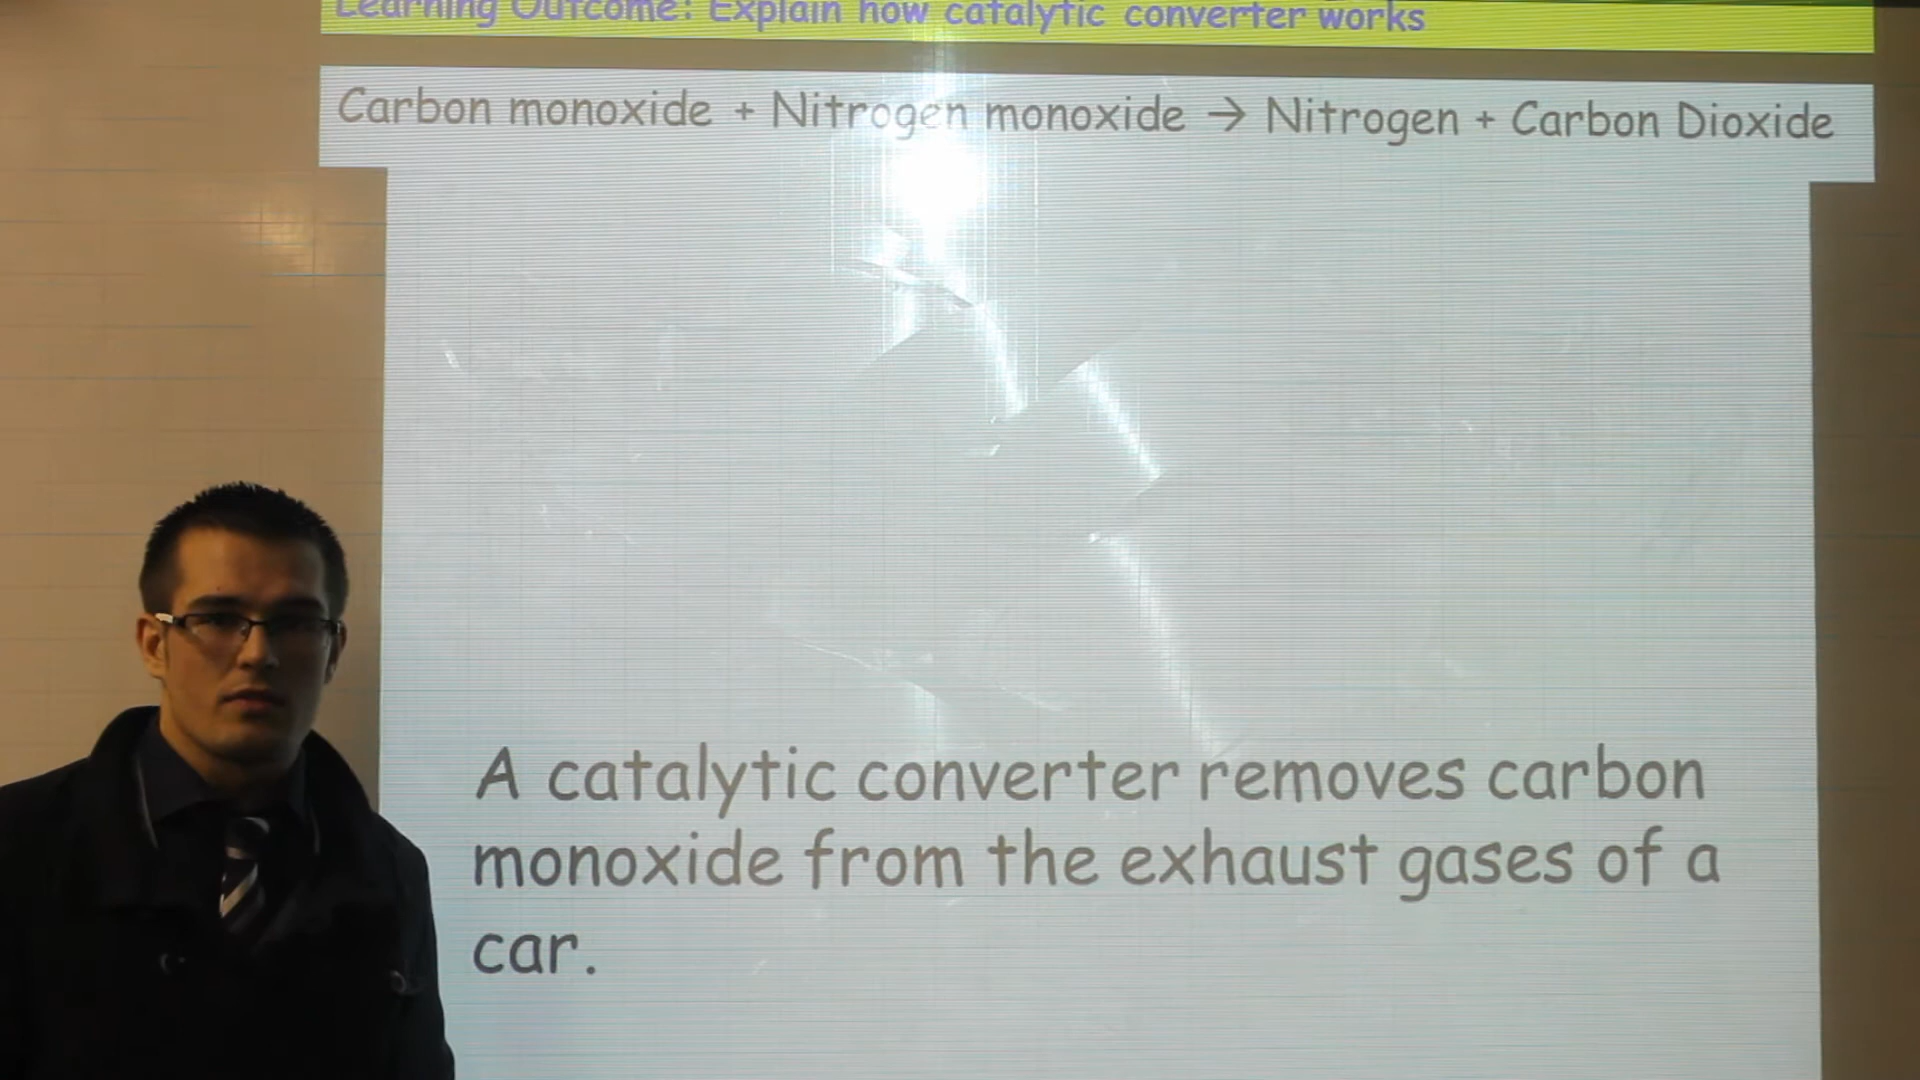 Learning Outcome: Explain how catalytic converter works
Carbon monoxide + Nitrogen monoxide → Nitrogen + Carbon Dioxide
A catalytic converter removes carbon
monoxide from the exhaust gases of a
car.